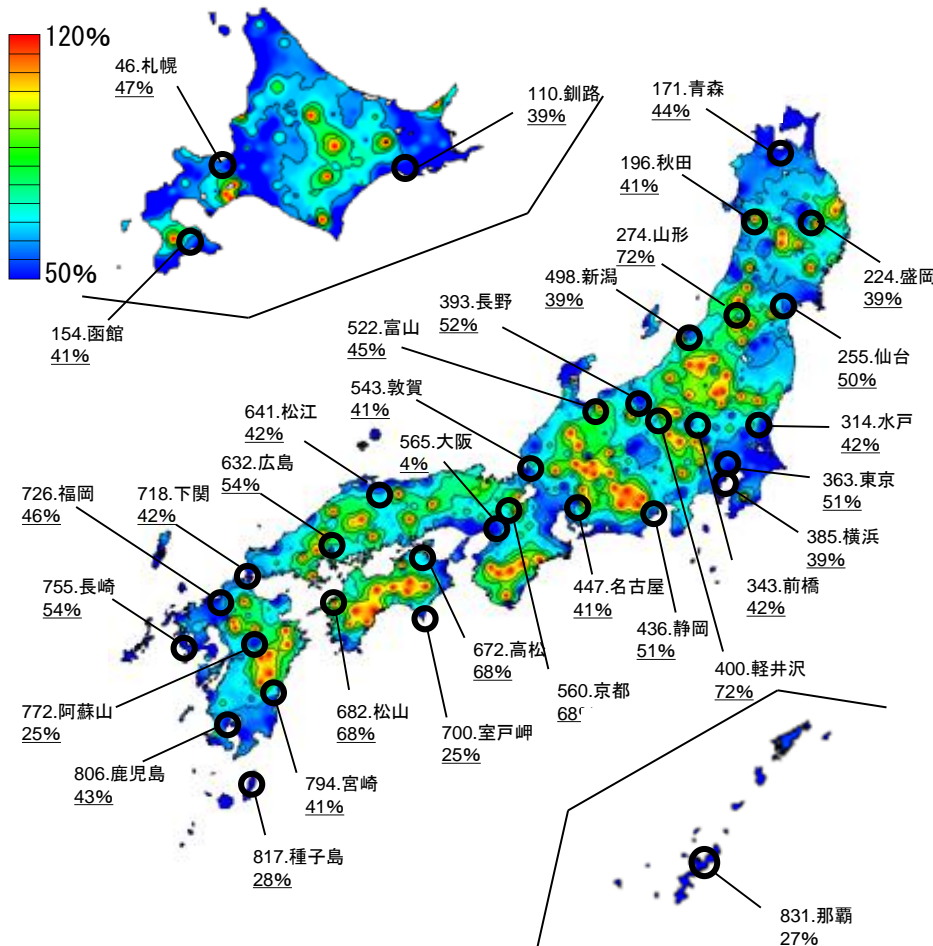 120%
50%
46.札幌
47%
110.釧路
39%
154.函館
41%
171.青森
44%
196.秋田
41%
274.山形
72%
498.新潟
39%
393.長野
52%
522.富山
45%
543.敦賀
41%
641.松江
42%
565.大阪
4%
632.広島
54%
726.福岡
46%
718.下関
42%
755.長崎
54%
772.阿蘇山
25%
806.鹿児島
43%
817.種子島
28%
794.宮崎
41%
682.松山
68%
700.室戸岬
25%
672.高松
68%
560.京都
447.名古屋
41%
436.静岡
51%
400.軽井沢
72%
343.前橋
42%
385.横浜
39%
363.東京
51%
314.水戸
42%
255.仙台
50%
224.盛岡
39%
831.那覇
27%